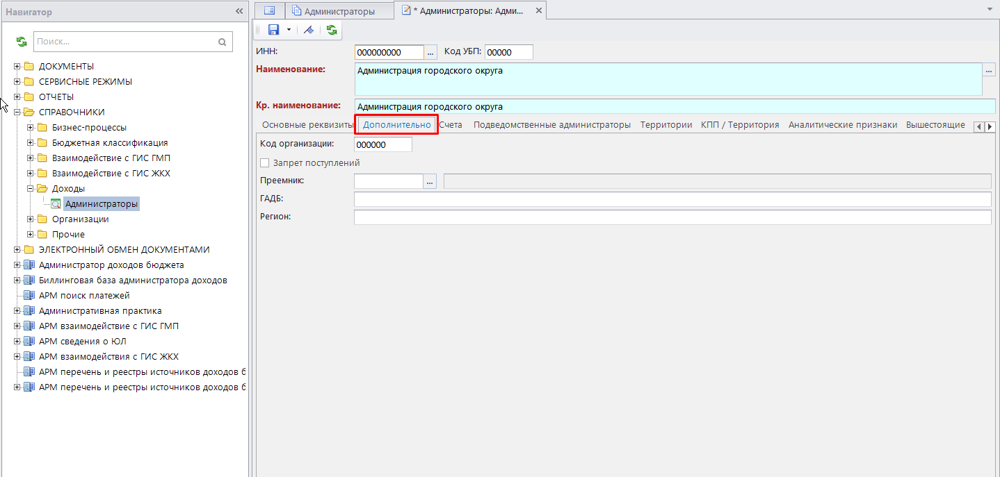 Навигатор
Поиск...
ДОКУМЕНТЫ
СЕРВИСНЫЕ РЕЖИМЫ
ОТЧЕТЫ
СПРАВОЧНИКИ
Бизнес-процессы
Бюджетная классификация
Взаимодействие с ГИС ГМП
Взаимодействие с ГИС ЖКХ
Доходы
Администраторы
Организации
Прочие
ЭЛЕКТРОННЫЙ ОБМЕН ДОКУМЕНТАМИ
Администратор доходов бюджета
Биллинговая база администратора доходов
АРМ поиск платежей
Административная практика
АРМ взаимодействие с ГИС ГМП
АРМ сведения о ЮЛ
АРМ взаимодействия с ГИС ЖКХ
АРМ перечень и реестры источников доходов б
АРМ перечень и реестры источников доходов б
Администраторы
* Администраторы: Адми...
ИНН: 000000000 ... Код УБП: 00000
Наименование: Администрация городского округа ...
Кр. наименование: Администрация городского округа
Основные реквизиты Дополнительно Счета Подведомственные администраторы Территории КПП / Территория Аналитические признаки Вышестоящие
Код организации: 000000
Запрет поступлений
Преемник: ...
ГАДБ:
Регион: